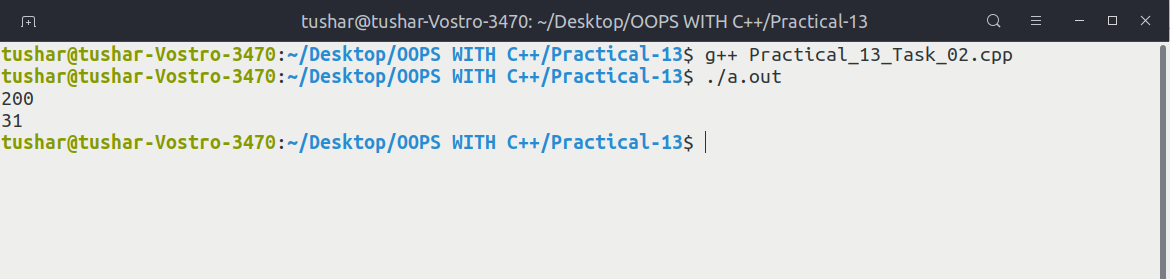 tushar@tushar-Vostro-3470: ~/Desktop/OOPS WITH C++/Practical-13
tushar@tushar-Vostro-3470:~/Desktop/OOPS WITH C++/Practical-13$ g++ Practical_13_Task_02.cpp
tushar@tushar-Vostro-3470:~/Desktop/OOPS WITH C++/Practical-13$ ./a.out
200
31
tushar@tushar-Vostro-3470:~/Desktop/OOPS WITH C++/Practical-13$